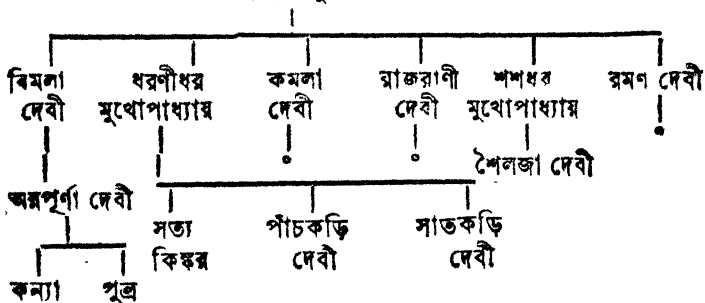 বিমলা ধরণীধর কমলা রাজরাণী শশধর রমণ দেবী
দেবী মুখোপাধ্যায় দেবী দেবী মুখোপাধ্যায়
শৈলজা দেবী
অন্নপূর্ণা দেবী
সত্য পাঁচকড়ি সাতকড়ি
কিঙ্কর দেবী দেবী
কন্যা পুত্র